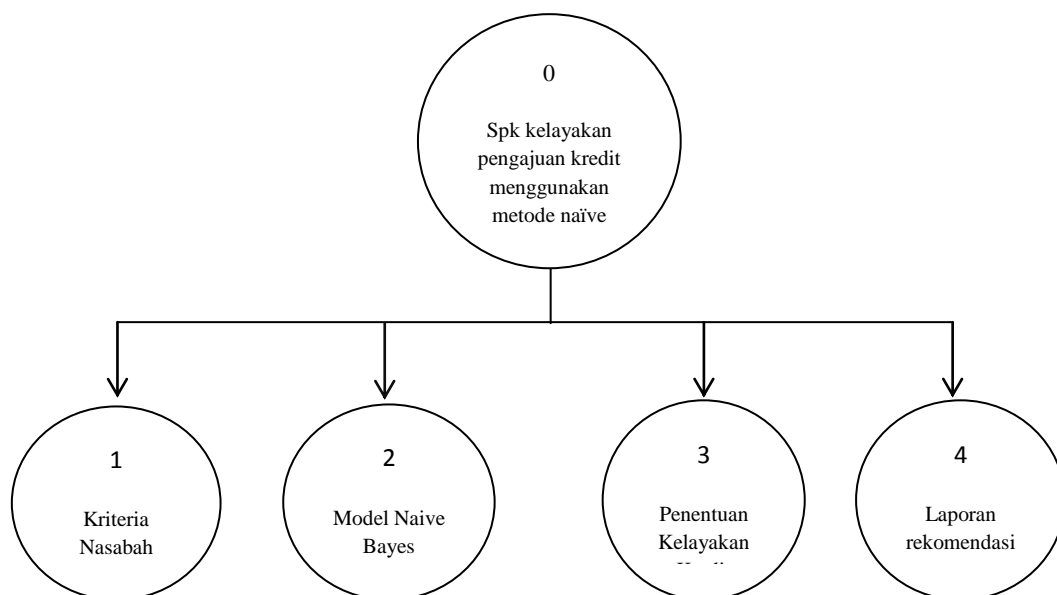 0
Spk kelayakan
pengajuan kredit
menggunakan
metode naïve
1
Kriteria
Nasabah
2
Model Naive
Bayes
3
Penentuan
Kelayakan
4
Laporan
rekomendasi